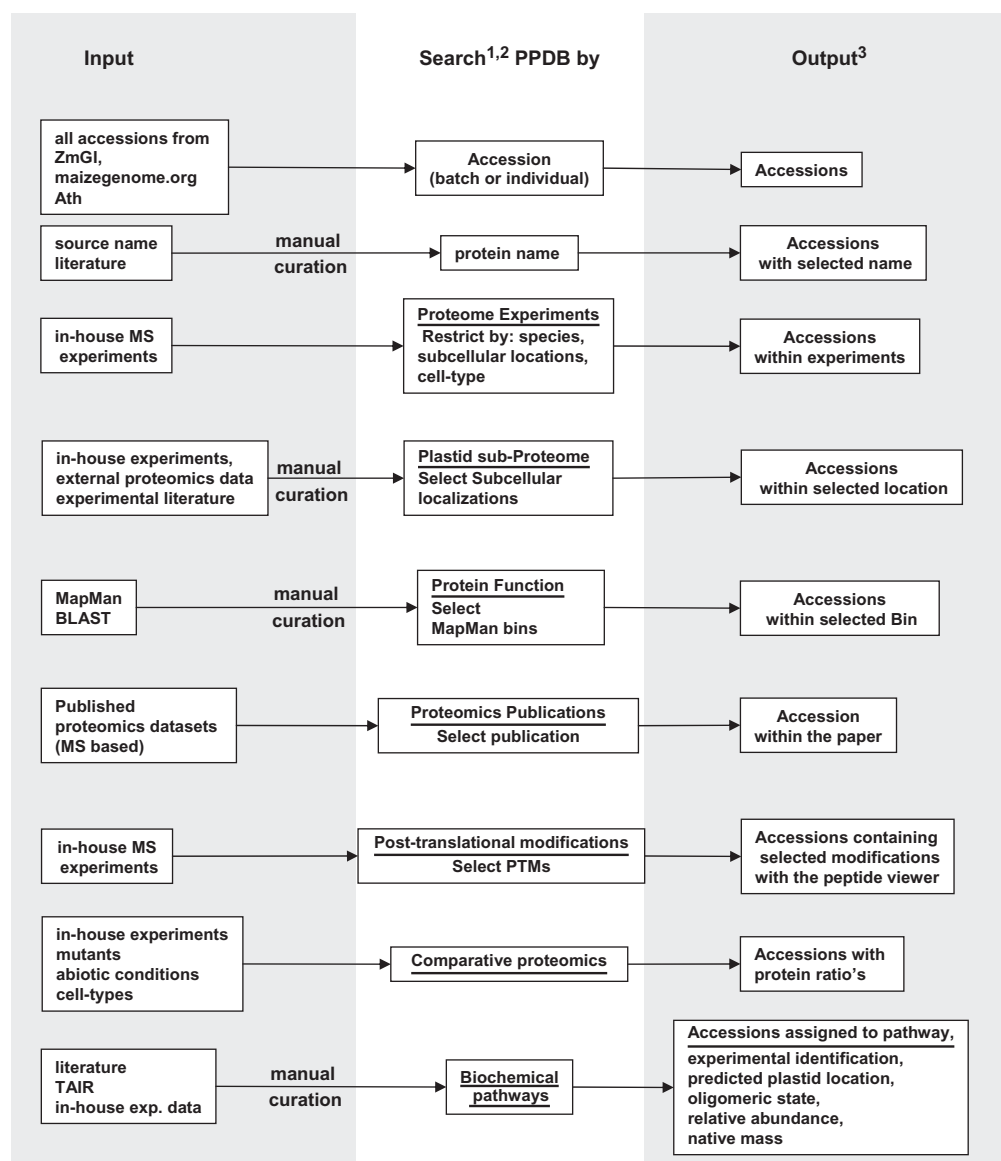 Input
Search1,2 PPDB by
Output3
all accessions from
ZmGI,
maizegenome.org
Ath
Accession
(batch or individual)
Accessions
source name
literature
manual
curation
protein name
Accessions
with selected name
in-house MS
experiments
Proteome Experiments
Restrict by: species,
subcellular locations,
cell-type
Accessions
within experiments
in-house experiments,
external proteomics data
experimental literature
manual
curation
Plastid sub-Proteome
Select Subcellular
localizations
Accessions
within selected location
MapMan
BLAST
manual
curation
Protein Function
Select
MapMan bins
Accessions
within selected Bin
Published
proteomics datasets
(MS based)
Proteomics Publications
Select publication
Accession
within the paper
in-house MS
experiments
Post-translational modifications
Select PTMs
Accessions containing
selected modifications
with the peptide viewer
in-house experiments
mutants
abiotic conditions
cell-types
Comparative proteomics
Accessions with
protein ratio's
literature
TAIR
in-house exp. data
manual
curation
Biochemical
pathways
Accessions assigned to pathway,
experimental identification,
predicted plastid location,
oligomeric state,
relative abundance,
native mass